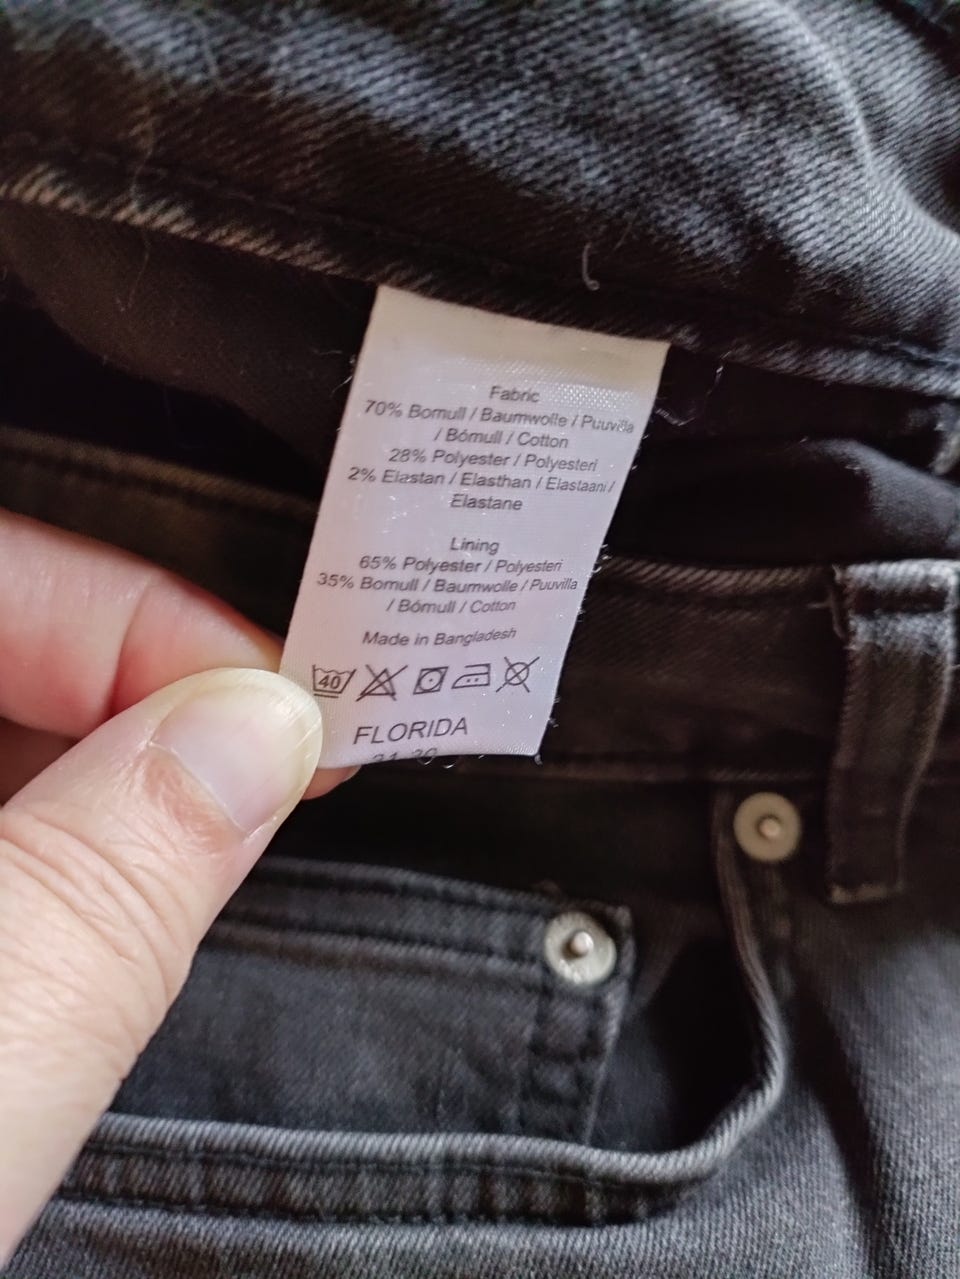 Fabric
70% Bomull / Baumwolle / Puuvilla
/ Bómull / Cotton
28% Polyester / Polyesteri
2% Elastan / Elasthan / Elastaani /
Elastane
Lining
65% Polyester / Polyesteri
35% Bomull / Baumwolle / Puuvilla
/ Bómull / Cotton
Made in Bangladesh
40
FLORIDA